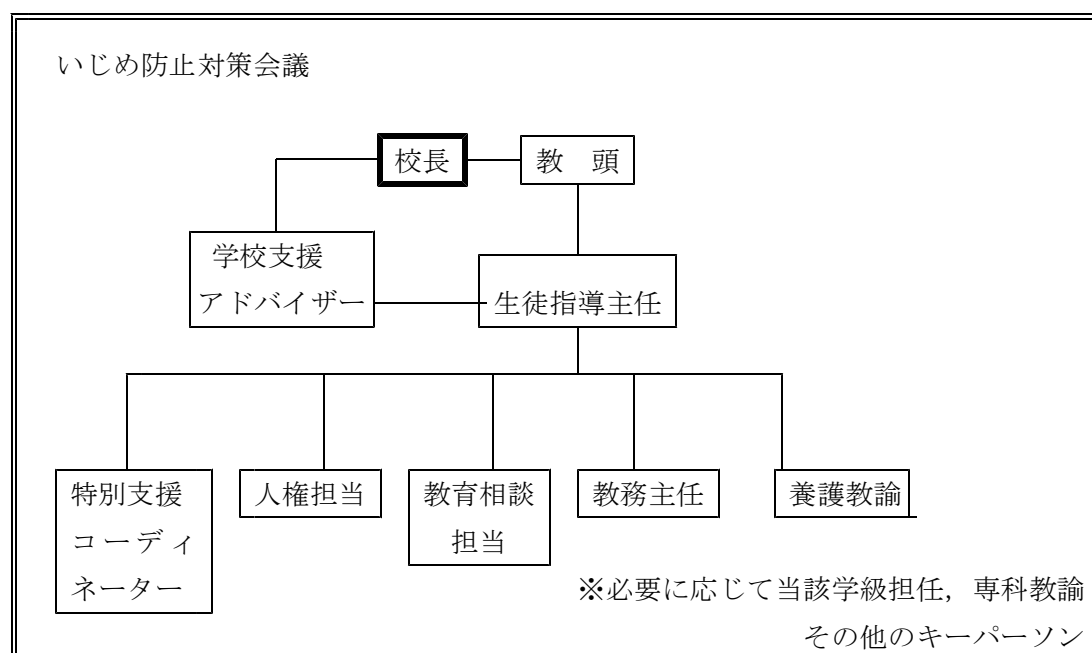 いじめ防止対策会議
校長
教　頭
学校支援
アドバイザー
生徒指導主任
特別支援
コーディ
ネーター
人権担当
教育相談
担当
教務主任
養護教諭
※必要に応じて当該学級担任，専科教諭
その他のキーパーソン